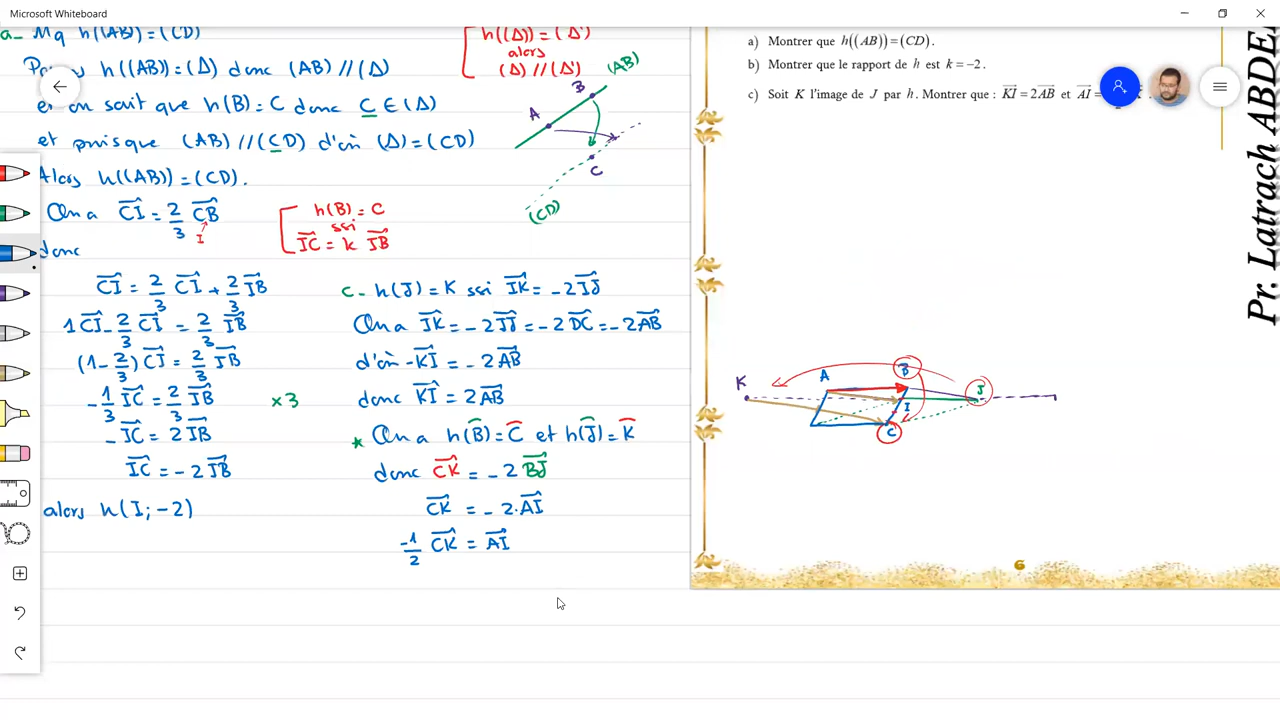 Microsoft Whiteboard
a- Mq h((AB)) = (CD)
h((AB)) = (Δ) donc (AB) // (Δ)
et on sait que h(B) = C donc C ∈ (Δ)
et puisque (AB) // (CD) d'où (Δ) = (CD)
Alors h((AB)) = (CD).
h((Δ)) = (Δ')
alors
(Δ) // (Δ')
(AB)
B
A
C
(CD)
On a CI = 2/3 CB
I
donc
h(B) = C
ssi
IC = k IB
CI = 2/3 CI + 2/3 IB
1CI - 2/3 CI = 2/3 IB
(1 - 2/3) CI = 2/3 IB
-1/3 IC = 2/3 IB ×3
- IC = 2 IB
IC = -2 IB
alors h(I; -2)
c- h(J) = K ssi IK = -2 IJ
On a IK = -2 IJ = -2 DC = -2 AB
d'où -KI = -2 AB
donc KI = 2 AB
* On a h(B) = C et h(J) = K
donc CK = -2 BJ
CK = -2. AI
-1/2 CK = AI
a) Montrer que h((AB)) = (CD).
b) Montrer que le rapport de h est k = -2.
c) Soit K l'image de J par h. Montrer que : KI = 2AB et AI =
K
A
B
J
I
C
6
Pr. Latrach ABDE